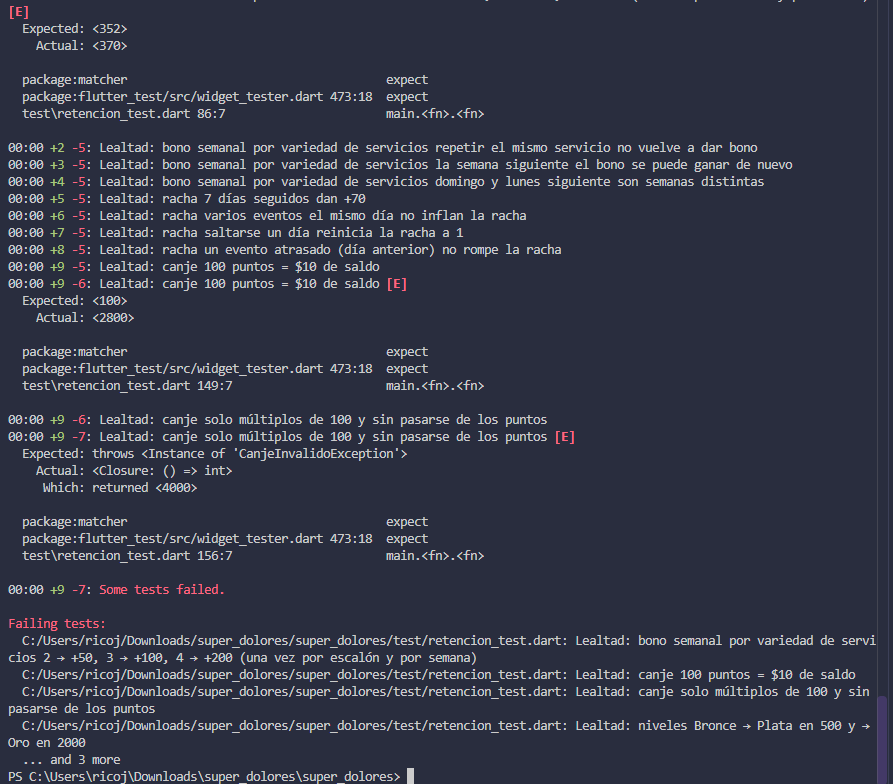 [E]
  Expected: <352>
    Actual: <370>

  package:matcher                                     expect
  package:flutter_test/src/widget_tester.dart 473:18  expect
  test\retencion_test.dart 86:7                       main.<fn>.<fn>

00:00 +2 -5: Lealtad: bono semanal por variedad de servicios repetir el mismo servicio no vuelve a dar bono
00:00 +3 -5: Lealtad: bono semanal por variedad de servicios la semana siguiente el bono se puede ganar de nuevo
00:00 +4 -5: Lealtad: bono semanal por variedad de servicios domingo y lunes siguiente son semanas distintas
00:00 +5 -5: Lealtad: racha 7 días seguidos dan +70
00:00 +6 -5: Lealtad: racha varios eventos el mismo día no inflan la racha
00:00 +7 -5: Lealtad: racha saltarse un día reinicia la racha a 1
00:00 +8 -5: Lealtad: racha un evento atrasado (día anterior) no rompe la racha
00:00 +9 -5: Lealtad: canje 100 puntos = $10 de saldo
00:00 +9 -6: Lealtad: canje 100 puntos = $10 de saldo [E]
  Expected: <100>
    Actual: <2800>

  package:matcher                                     expect
  package:flutter_test/src/widget_tester.dart 473:18  expect
  test\retencion_test.dart 149:7                      main.<fn>.<fn>

00:00 +9 -6: Lealtad: canje solo múltiplos de 100 y sin pasarse de los puntos
00:00 +9 -7: Lealtad: canje solo múltiplos de 100 y sin pasarse de los puntos [E]
  Expected: throws <Instance of 'CanjeInvalidoException'>
    Actual: <Closure: () => int>
     Which: returned <4000>

  package:matcher                                     expect
  package:flutter_test/src/widget_tester.dart 473:18  expect
  test\retencion_test.dart 156:7                      main.<fn>.<fn>

00:00 +9 -7: Some tests failed.

Failing tests:
  C:/Users/ricoj/Downloads/super_dolores/super_dolores/test/retencion_test.dart: Lealtad: bono semanal por variedad de servi
cios 2 → +50, 3 → +100, 4 → +200 (una vez por escalón y por semana)
  C:/Users/ricoj/Downloads/super_dolores/super_dolores/test/retencion_test.dart: Lealtad: canje 100 puntos = $10 de saldo
  C:/Users/ricoj/Downloads/super_dolores/super_dolores/test/retencion_test.dart: Lealtad: canje solo múltiplos de 100 y sin
pasarse de los puntos
  C:/Users/ricoj/Downloads/super_dolores/super_dolores/test/retencion_test.dart: Lealtad: niveles Bronce → Plata en 500 y →
Oro en 2000
  ... and 3 more
PS C:\Users\ricoj\Downloads\super_dolores\super_dolores>